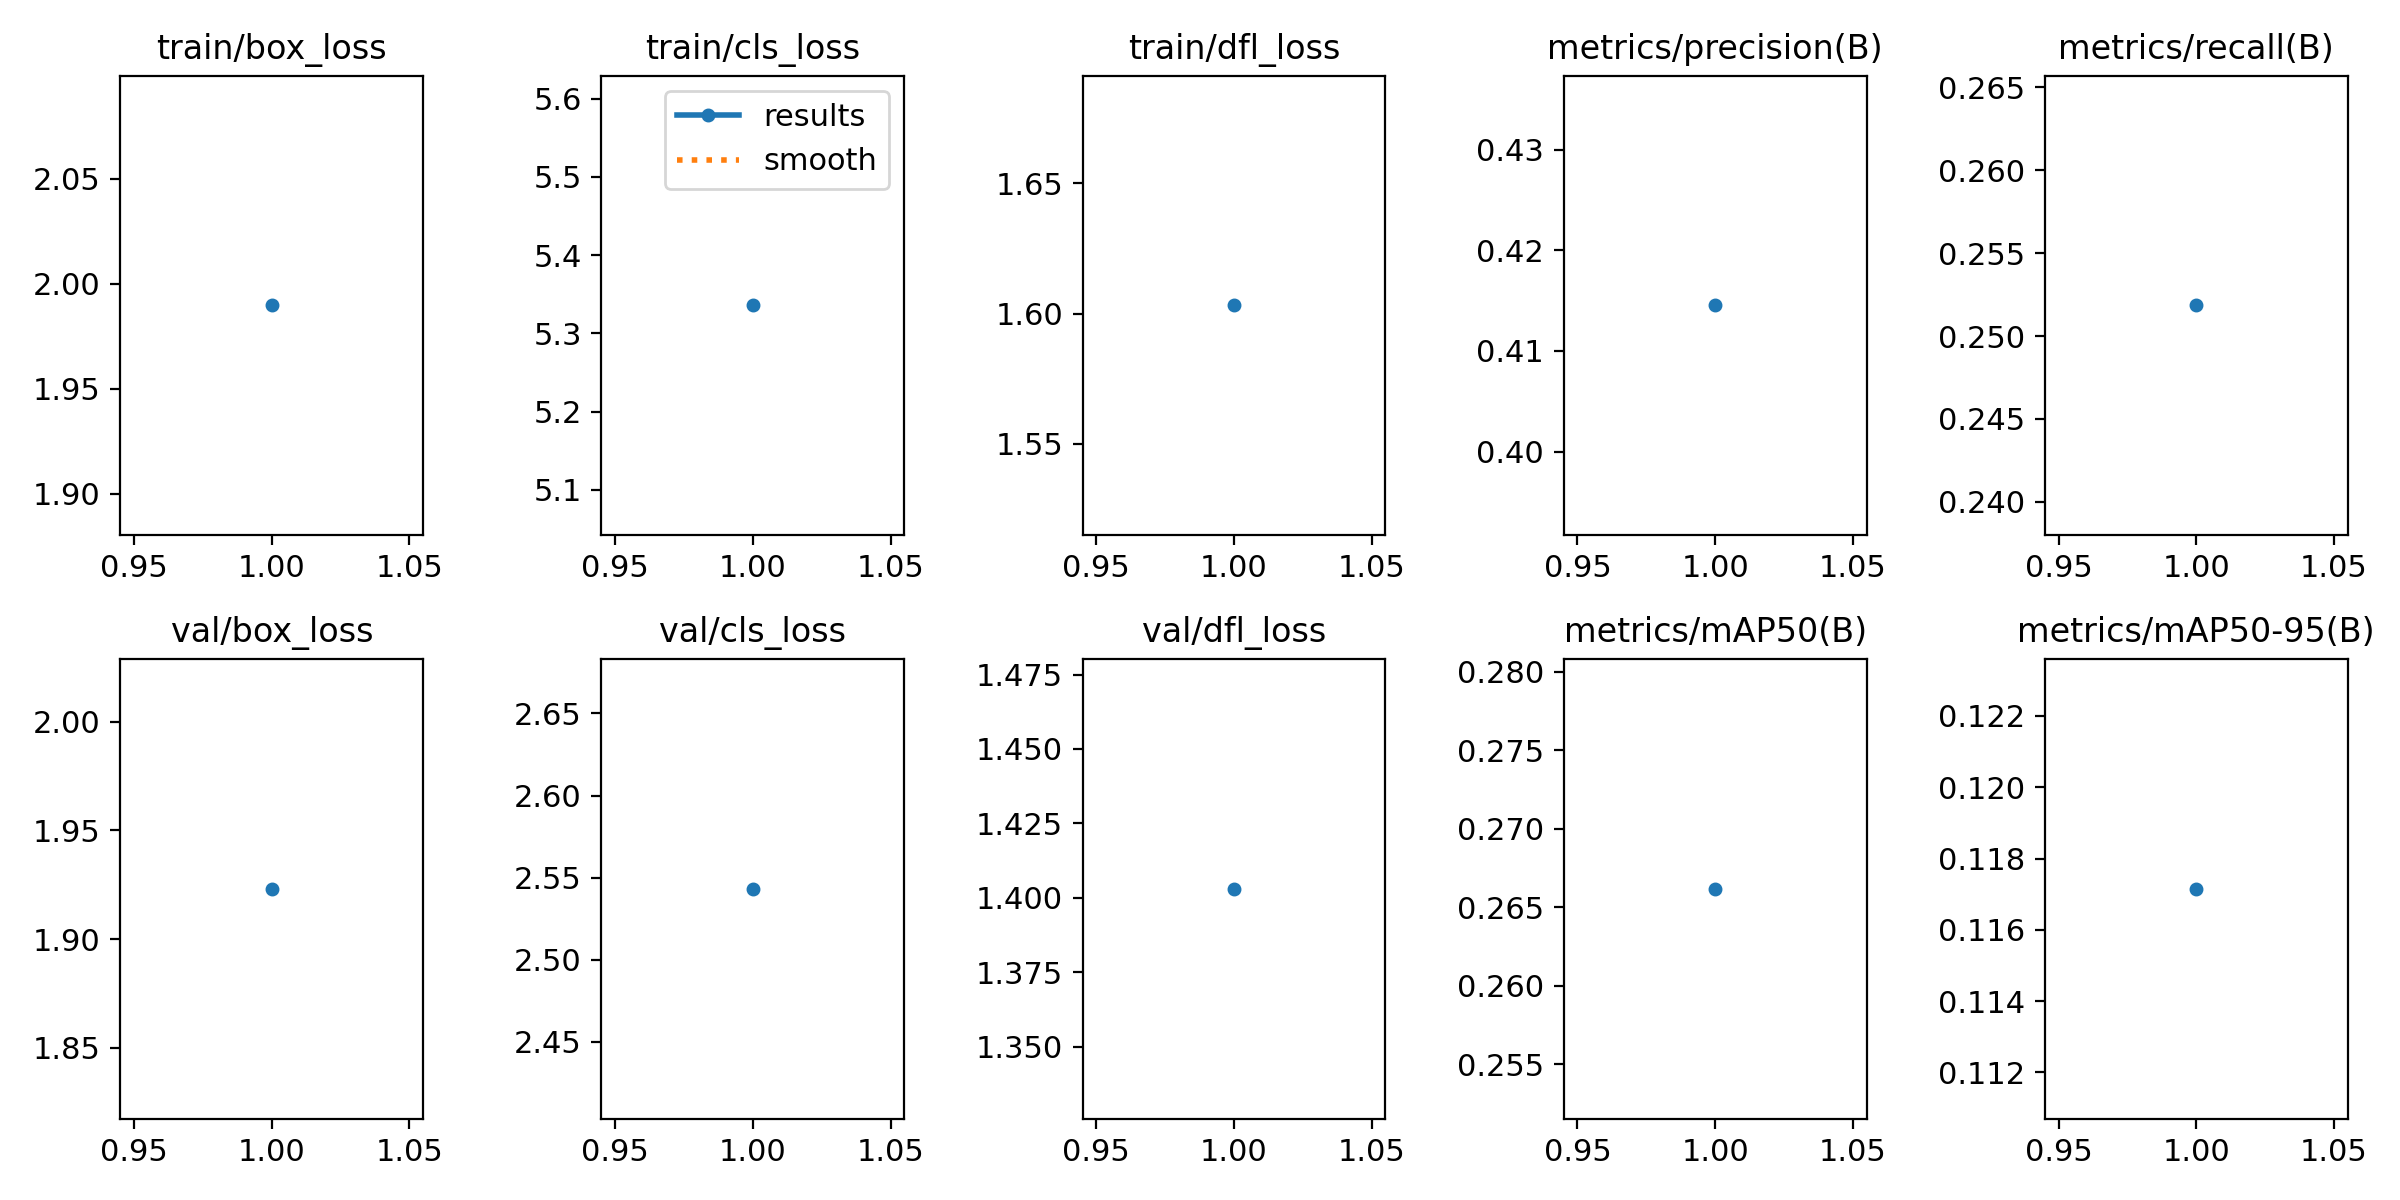 train/box_loss
2.05
2.00
1.95
1.90
0.95 1.00 1.05
train/cls_loss
results
smooth
5.6
5.5
5.4
5.3
5.2
5.1
0.95 1.00 1.05
train/dfl_loss
1.65
1.60
1.55
0.95 1.00 1.05
metrics/precision(B)
0.43
0.42
0.41
0.40
0.95 1.00 1.05
metrics/recall(B)
0.265
0.260
0.255
0.250
0.245
0.240
0.95 1.00 1.05
val/box_loss
2.00
1.95
1.90
1.85
0.95 1.00 1.05
val/cls_loss
2.65
2.60
2.55
2.50
2.45
0.95 1.00 1.05
val/dfl_loss
1.475
1.450
1.425
1.400
1.375
1.350
0.95 1.00 1.05
metrics/mAP50(B)
0.280
0.275
0.270
0.265
0.260
0.255
0.95 1.00 1.05
metrics/mAP50-95(B)
0.122
0.120
0.118
0.116
0.114
0.112
0.95 1.00 1.05